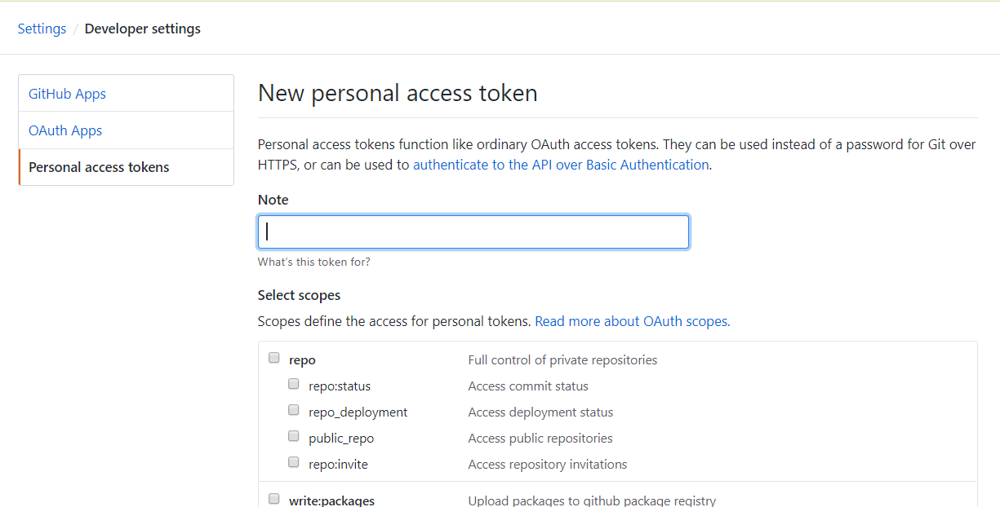 Settings / Developer settings
GitHub Apps
OAuth Apps
Personal access tokens
New personal access token
Personal access tokens function like ordinary OAuth access tokens. They can be used instead of a password for Git over
HTTPS, or can be used to authenticate to the API over Basic Authentication.
Note
What's this token for?
Select scopes
Scopes define the access for personal tokens. Read more about OAuth scopes.
repo Full control of private repositories
repo:status Access commit status
repo_deployment Access deployment status
public_repo Access public repositories
repo:invite Access repository invitations
write:packages Upload packages to github package registry